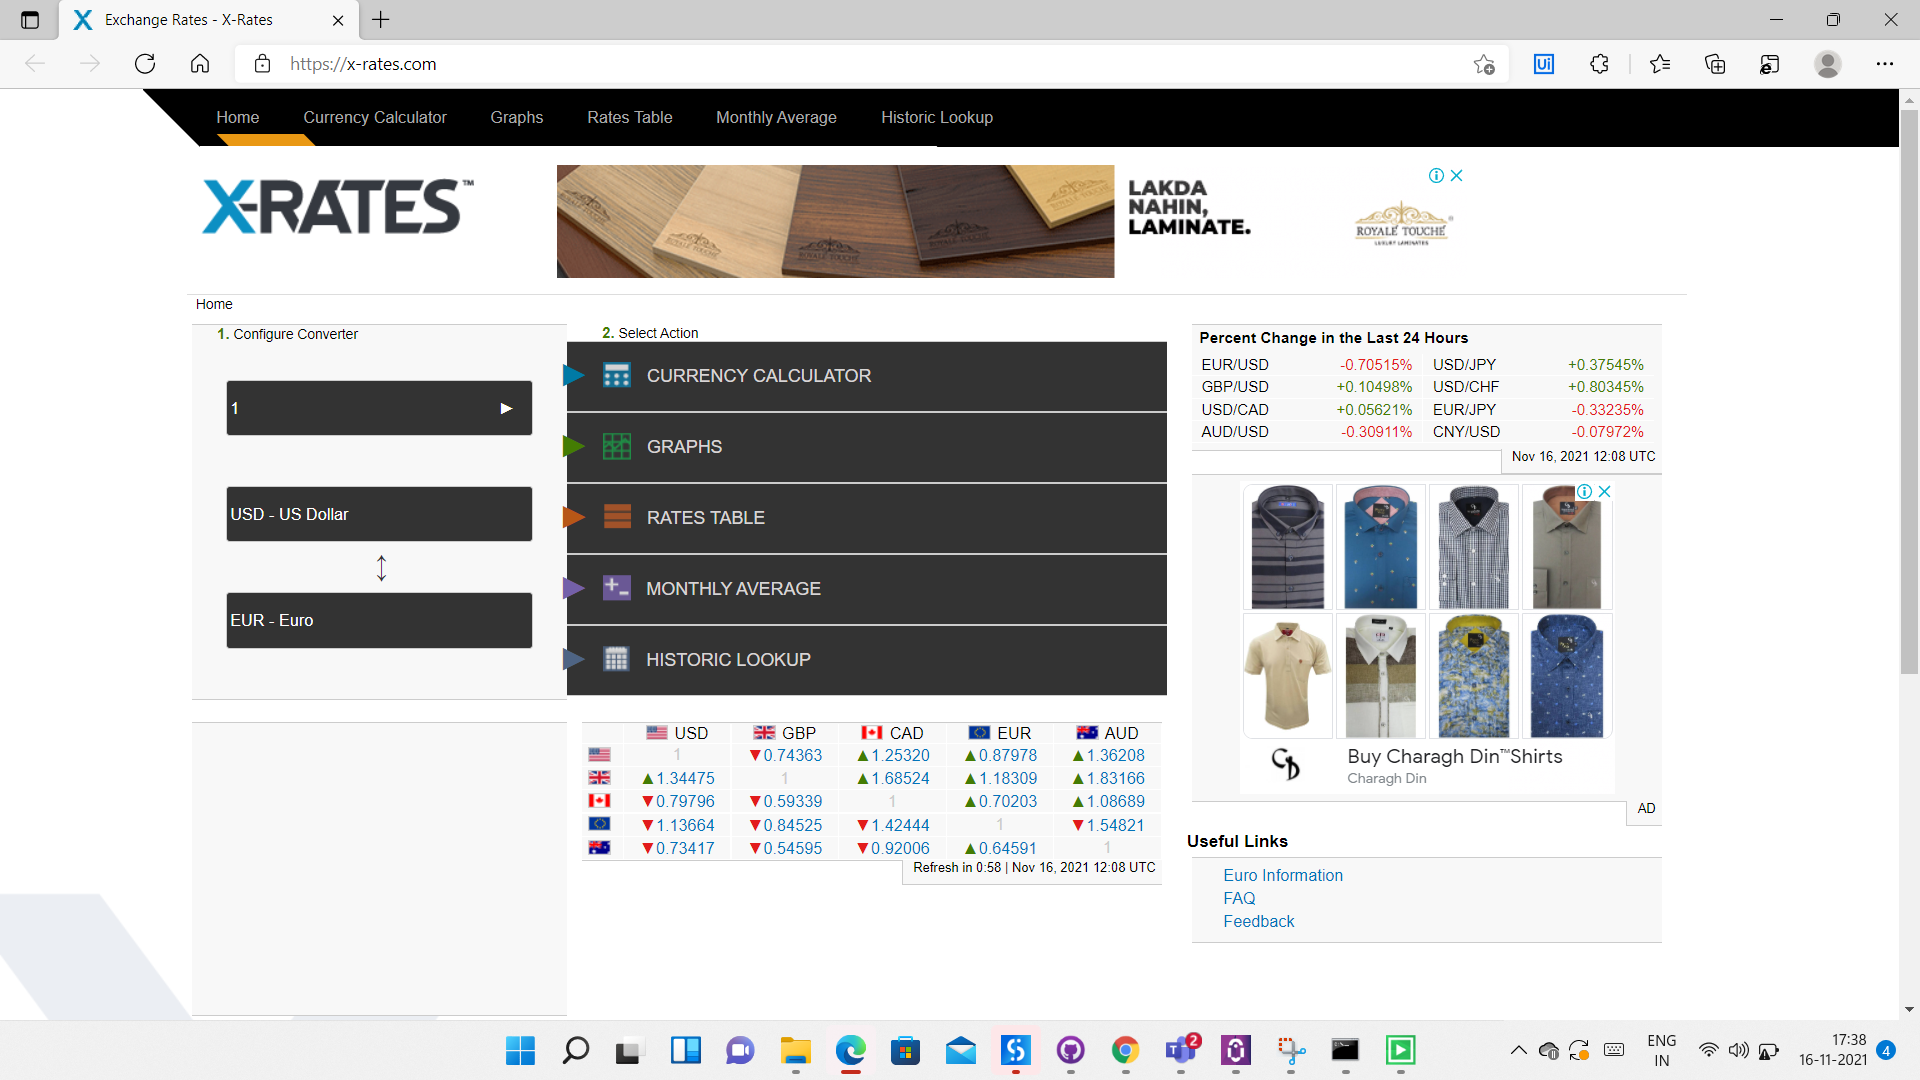 Exchange Rates - X-Rates
https://x-rates.com
Ui
Home Currency Calculator Graphs Rates Table Monthly Average Historic Lookup
X-RATES™
ROYALE TOUCHE
LAKDA
NAHIN,
LAMINATE.
ROYALE TOUCHE
LUXURY LAMINATES
Home
1. Configure Converter
1
USD - US Dollar
EUR - Euro
2. Select Action
CURRENCY CALCULATOR
GRAPHS
RATES TABLE
MONTHLY AVERAGE
HISTORIC LOOKUP
USD GBP CAD EUR AUD
1 ▼0.74363 ▲1.25320 ▲0.87978 ▲1.36208
▲1.34475 1 ▲1.68524 ▲1.18309 ▲1.83166
▼0.79796 ▼0.59339 1 ▲0.70203 ▲1.08689
▼1.13664 ▼0.84525 ▼1.42444 1 ▼1.54821
▼0.73417 ▼0.54595 ▼0.92006 ▲0.64591 1
Refresh in 0:58 | Nov 16, 2021 12:08 UTC
Percent Change in the Last 24 Hours
EUR/USD -0.70515% USD/JPY +0.37545%
GBP/USD +0.10498% USD/CHF +0.80345%
USD/CAD +0.05621% EUR/JPY -0.33235%
AUD/USD -0.30911% CNY/USD -0.07972%
Nov 16, 2021 12:08 UTC
Buy Charagh Din™Shirts
Charagh Din
AD
Useful Links
Euro Information
FAQ
Feedback
2
ENG
IN
17:38
16-11-2021
4